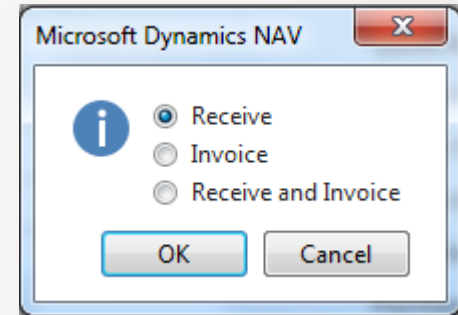 Microsoft Dynamics NAV
Receive
Invoice
Receive and Invoice
OK
Cancel